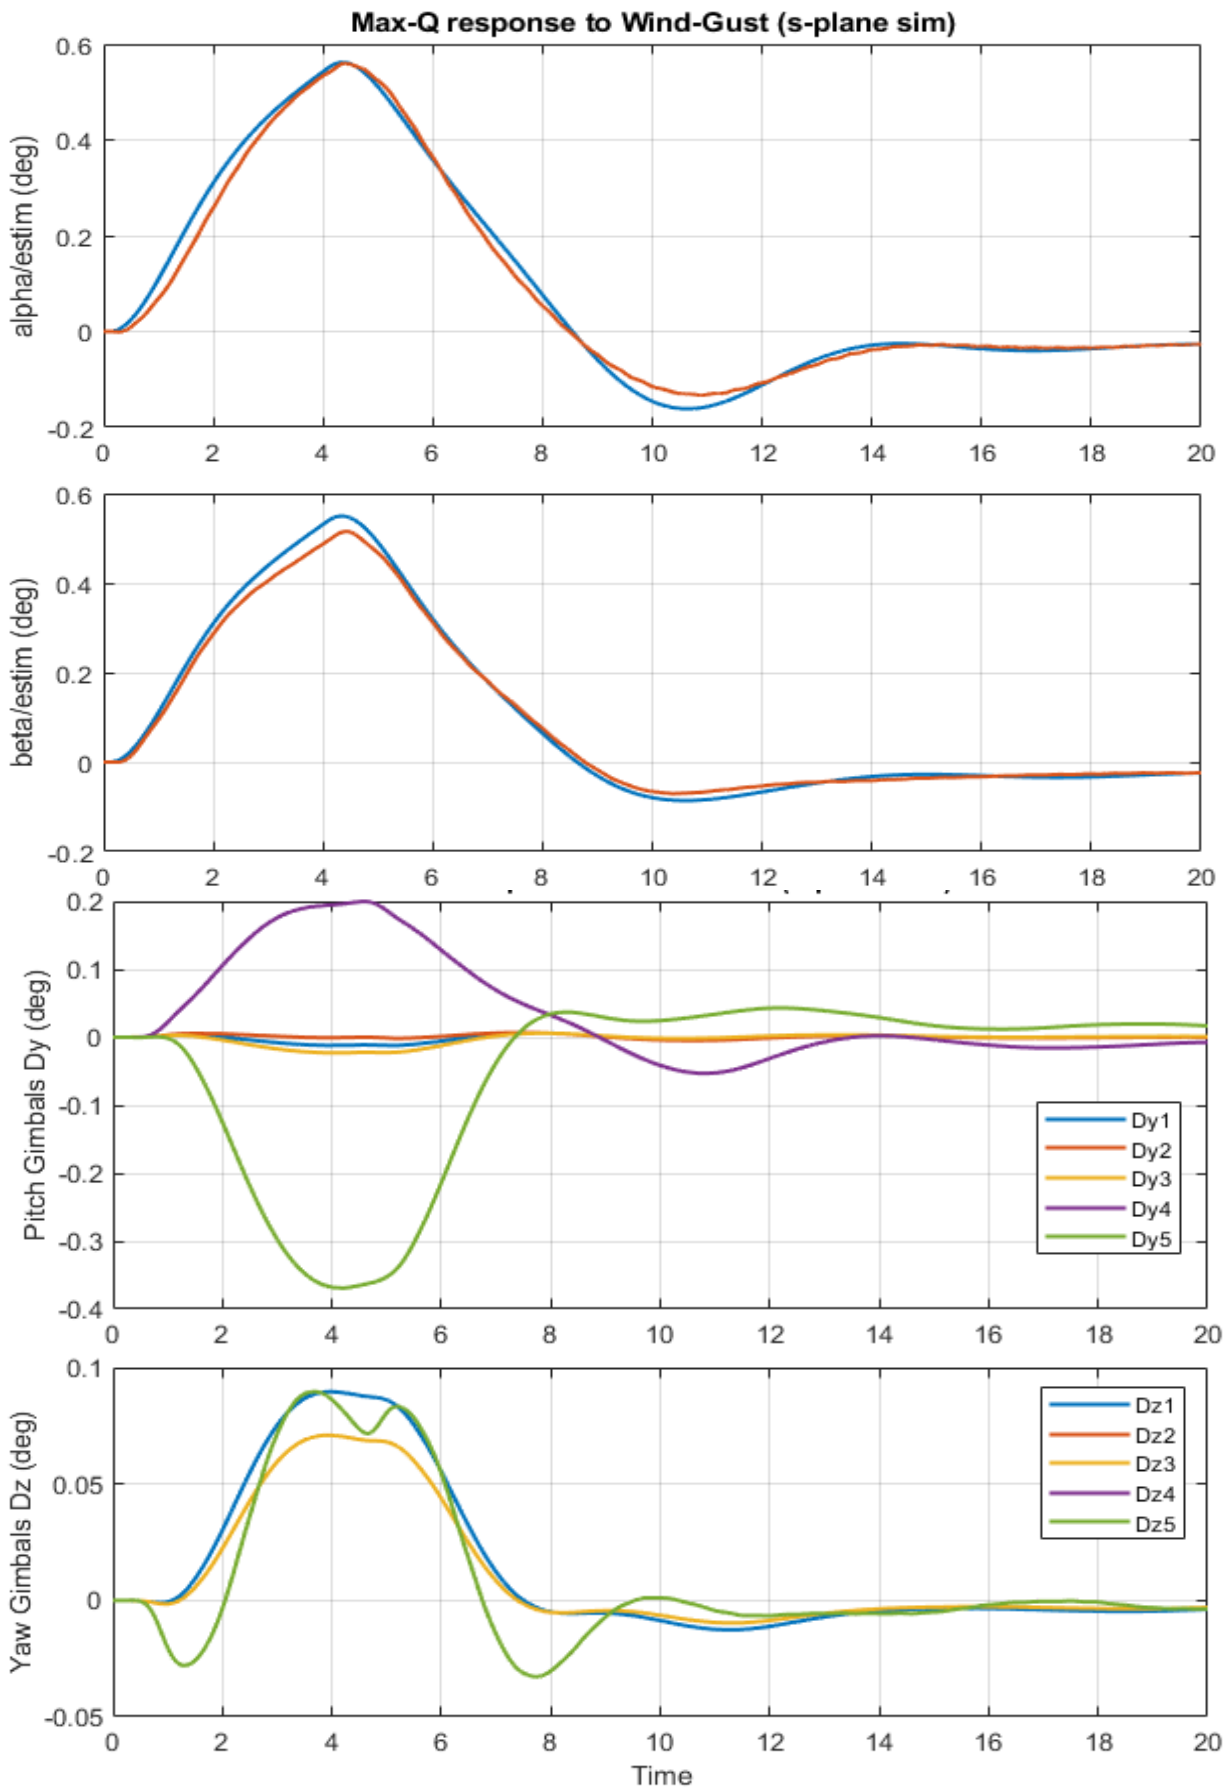 Max-Q response to Wind-Gust (s-plane sim)
0.6
0.4
0.2
0
-0.2
alpha/estim (deg)
0 2 4 6 8 10 12 14 16 18 20
0.6
0.4
0.2
0
-0.2
beta/estim (deg)
0 2 4 6 8 10 12 14 16 18 20
0.2
0.1
0
-0.1
-0.2
-0.3
-0.4
Pitch Gimbals Dy (deg)
Dy1
Dy2
Dy3
Dy4
Dy5
0 2 4 6 8 10 12 14 16 18 20
0.1
0.05
0
-0.05
Yaw Gimbals Dz (deg)
Dz1
Dz2
Dz3
Dz4
Dz5
0 2 4 6 8 10 12 14 16 18 20
Time